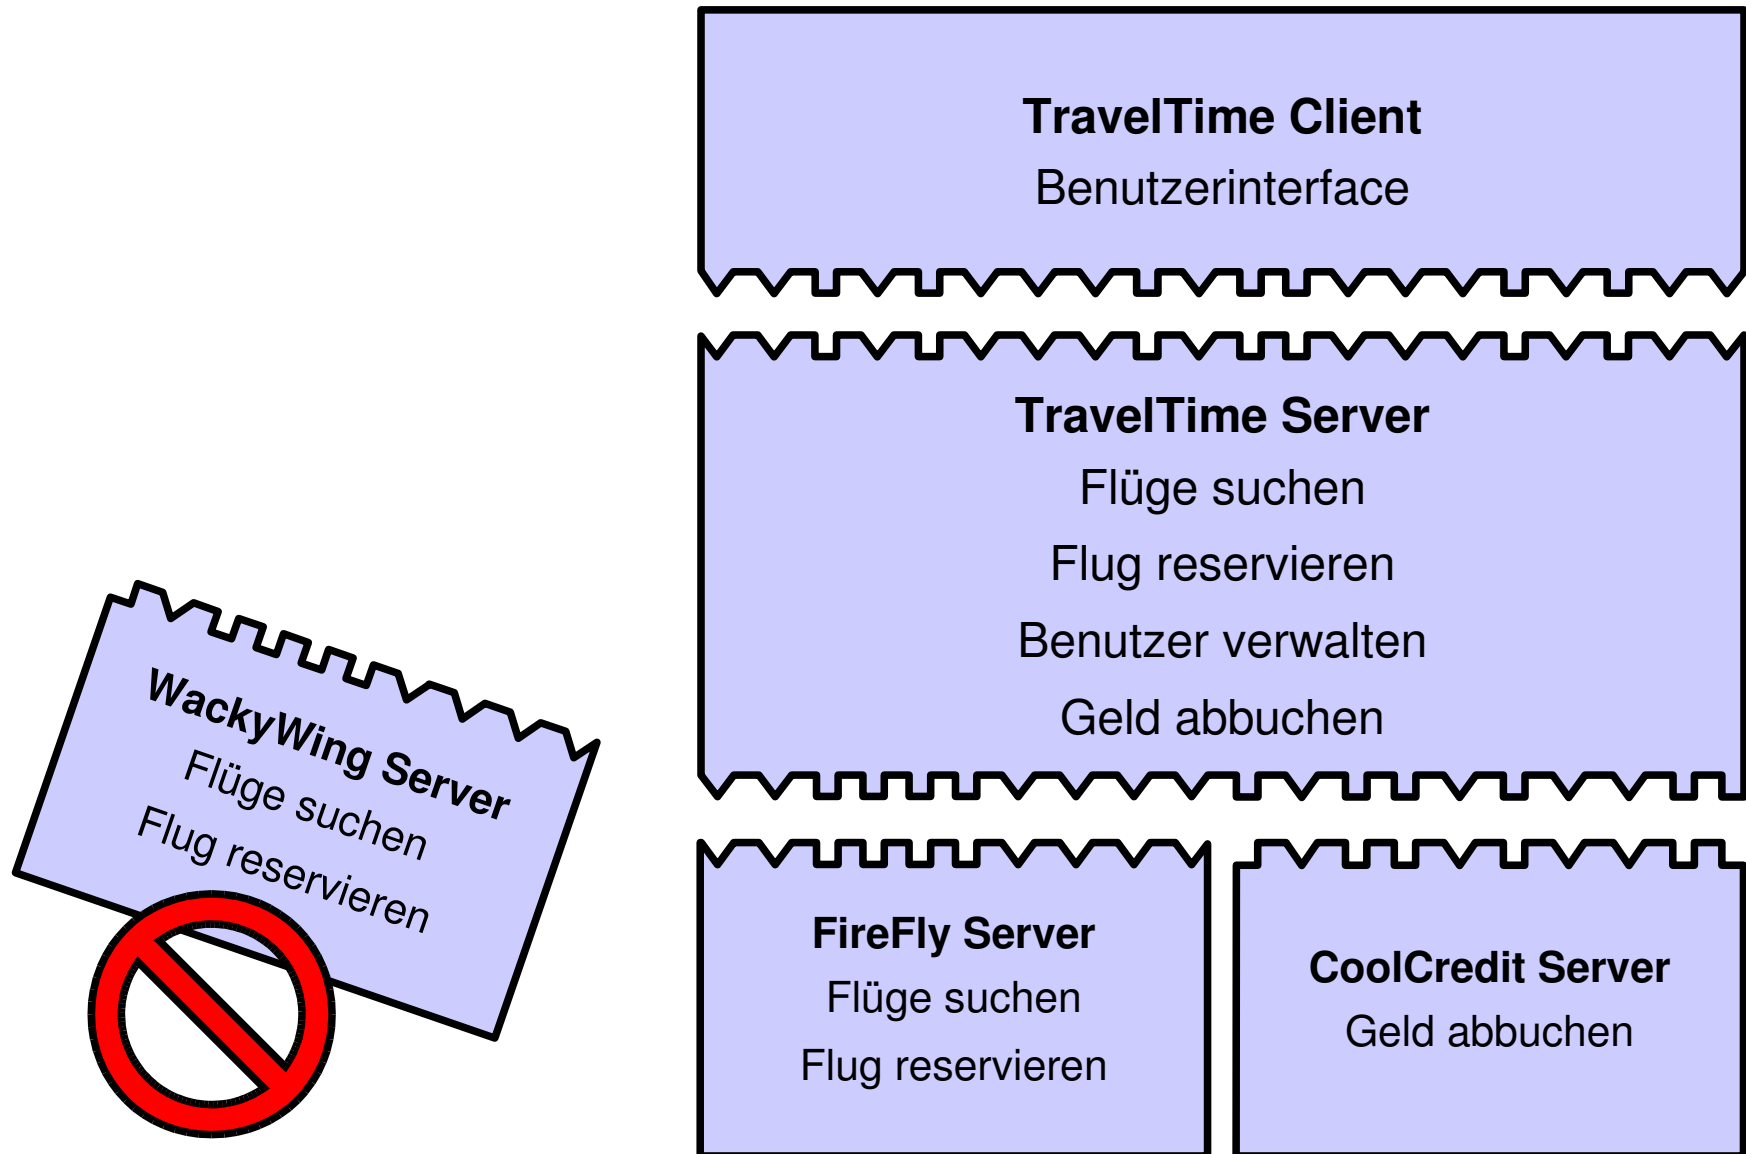 TravelTime Client
Benutzerinterface
TravelTime Server
Flüge suchen
Flug reservieren
Benutzer verwalten
Geld abbuchen
WackyWing Server
Flüge suchen
Flug reservieren
FireFly Server
Flüge suchen
Flug reservieren
CoolCredit Server
Geld abbuchen